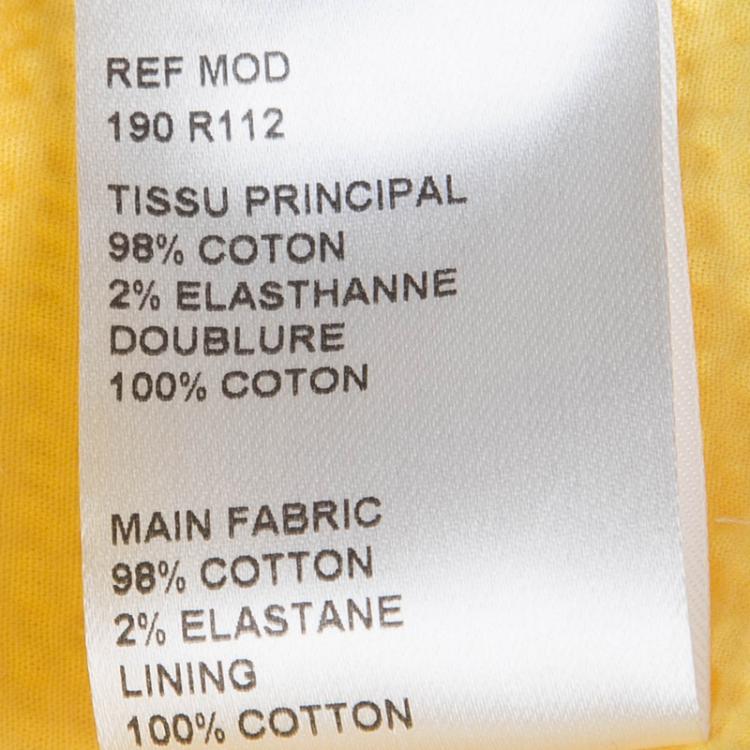 REF MOD
190 R112
TISSU PRINCIPAL
98% COTON
2% ELASTHANNE
DOUBLURE
100% COTON
MAIN FABRIC
98% COTTON
2% ELASTANE
LINING
100% COTTON